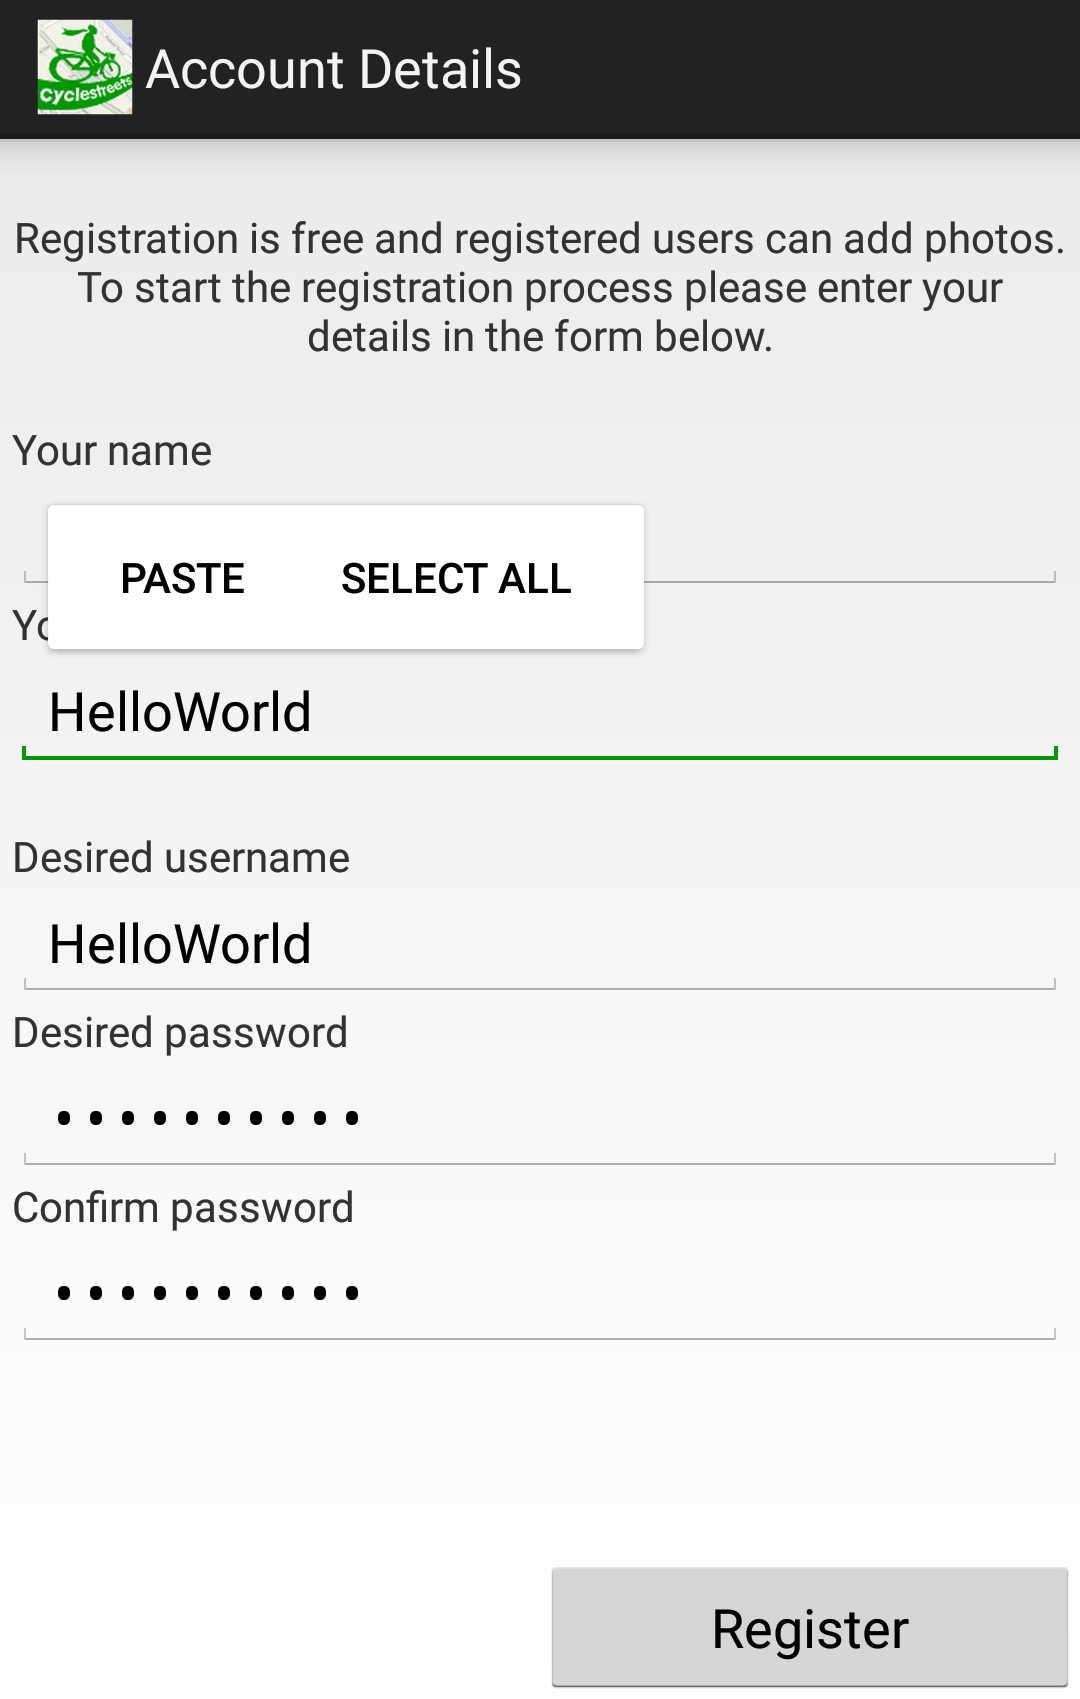 Cyclestreets
Account Details
Registration is free and registered users can add photos.
To start the registration process please enter your
details in the form below.
Your name
PASTE SELECT ALL
Yo
HelloWorld
Desired username
HelloWorld
Desired password
••••••••••
Confirm password
••••••••••
Register